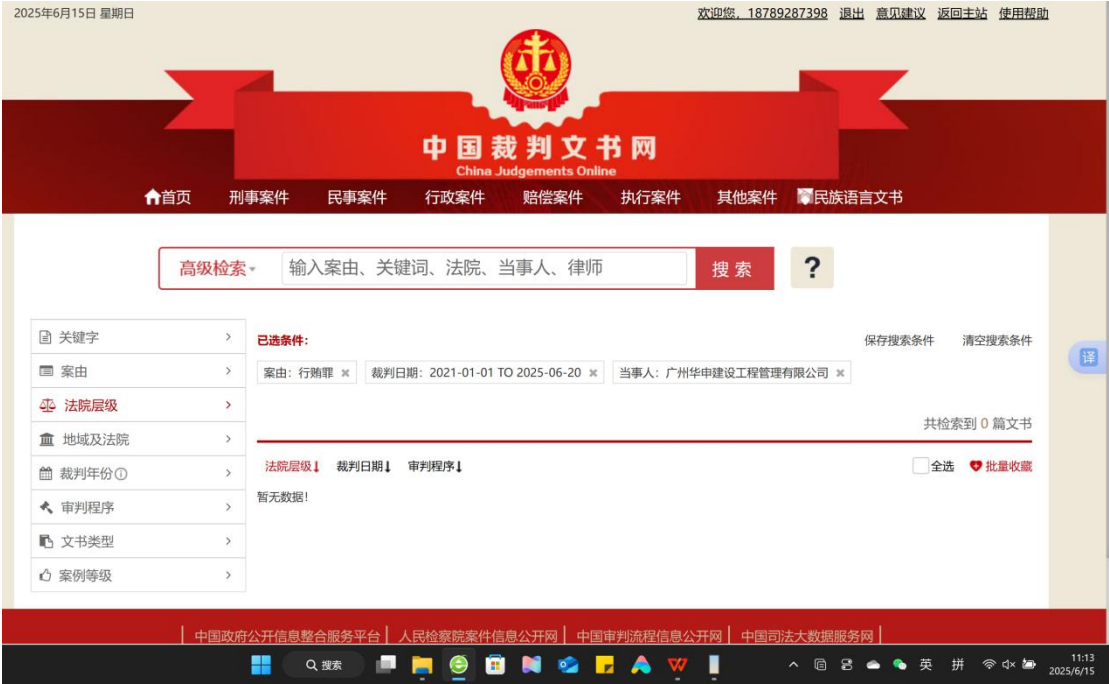 2025年6月15日 星期日
欢迎您，18789287398 退出 意见建议 返回主站 使用帮助
中国裁判文书网
China Judgements Online
首页 刑事案件 民事案件 行政案件 赔偿案件 执行案件 其他案件 民族语言文书
高级检索 输入案由、关键词、法院、当事人、律师 搜索 ?
关键字
案由
法院层级
地域及法院
裁判年份
审判程序
文书类型
案例等级
已选条件：
保存搜索条件 清空搜索条件
案由：行贿罪 × 裁判日期：2021-01-01 TO 2025-06-20 × 当事人：广州华申建设工程管理有限公司 ×
共检索到 0 篇文书
法院层级 裁判日期 审判程序
全选 批量收藏
暂无数据!
译
中国政府公开信息整合服务平台 | 人民检察院案件信息公开网 | 中国审判流程信息公开网 | 中国司法大数据服务网 |
搜索
英 拼
11:13
2025/6/15